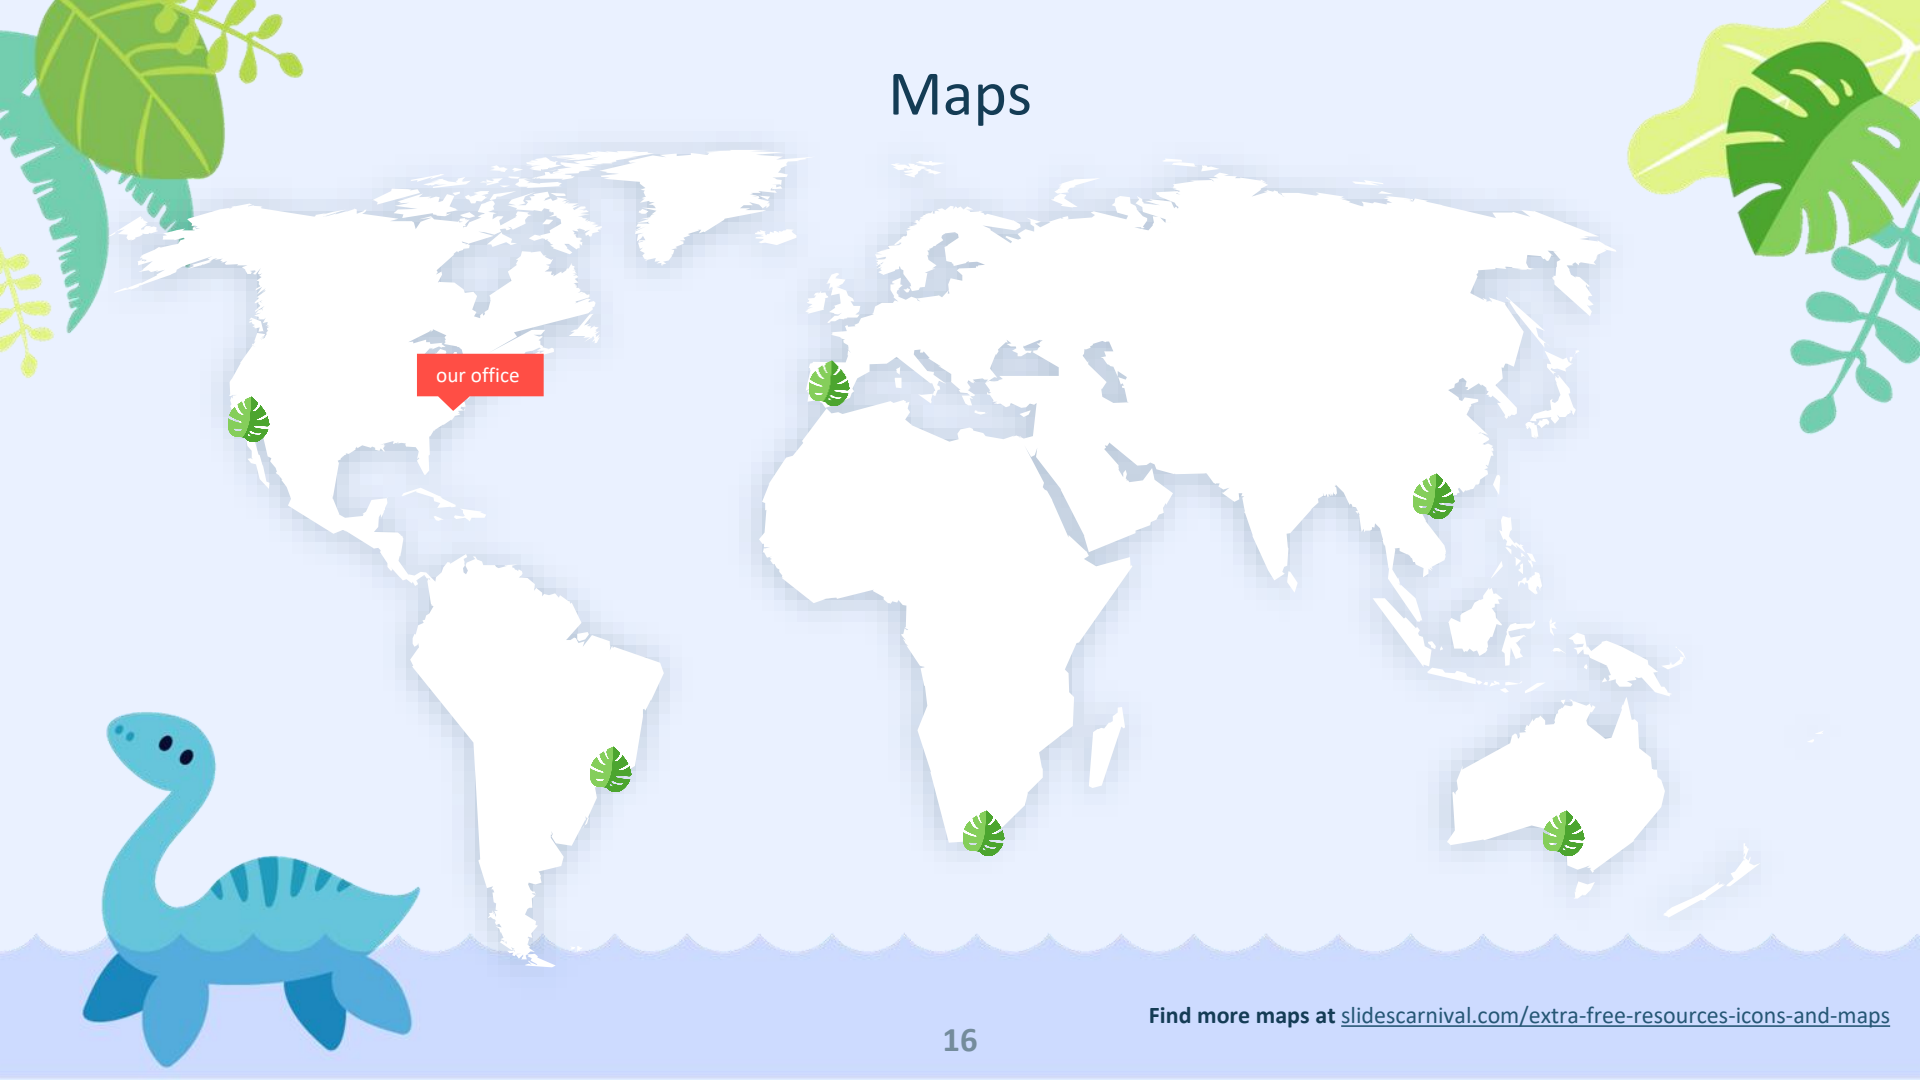 Maps
our office
Find more maps at slidescarnival.com/extra-free-resources-icons-and-maps
16